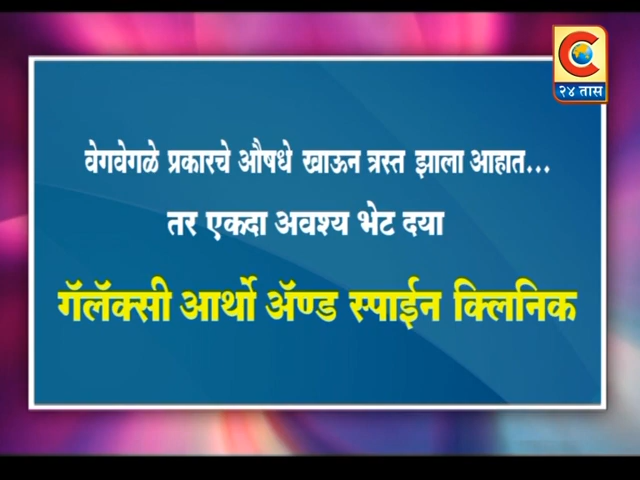 C
२४ तास
वेगवेगळे प्रकारचे औषधे खाऊन त्रस्त झाला आहात...
तर एकदा अवश्य भेट दया
गॅलॅक्सी आर्थो ॲण्ड स्पाईन क्लिनिक